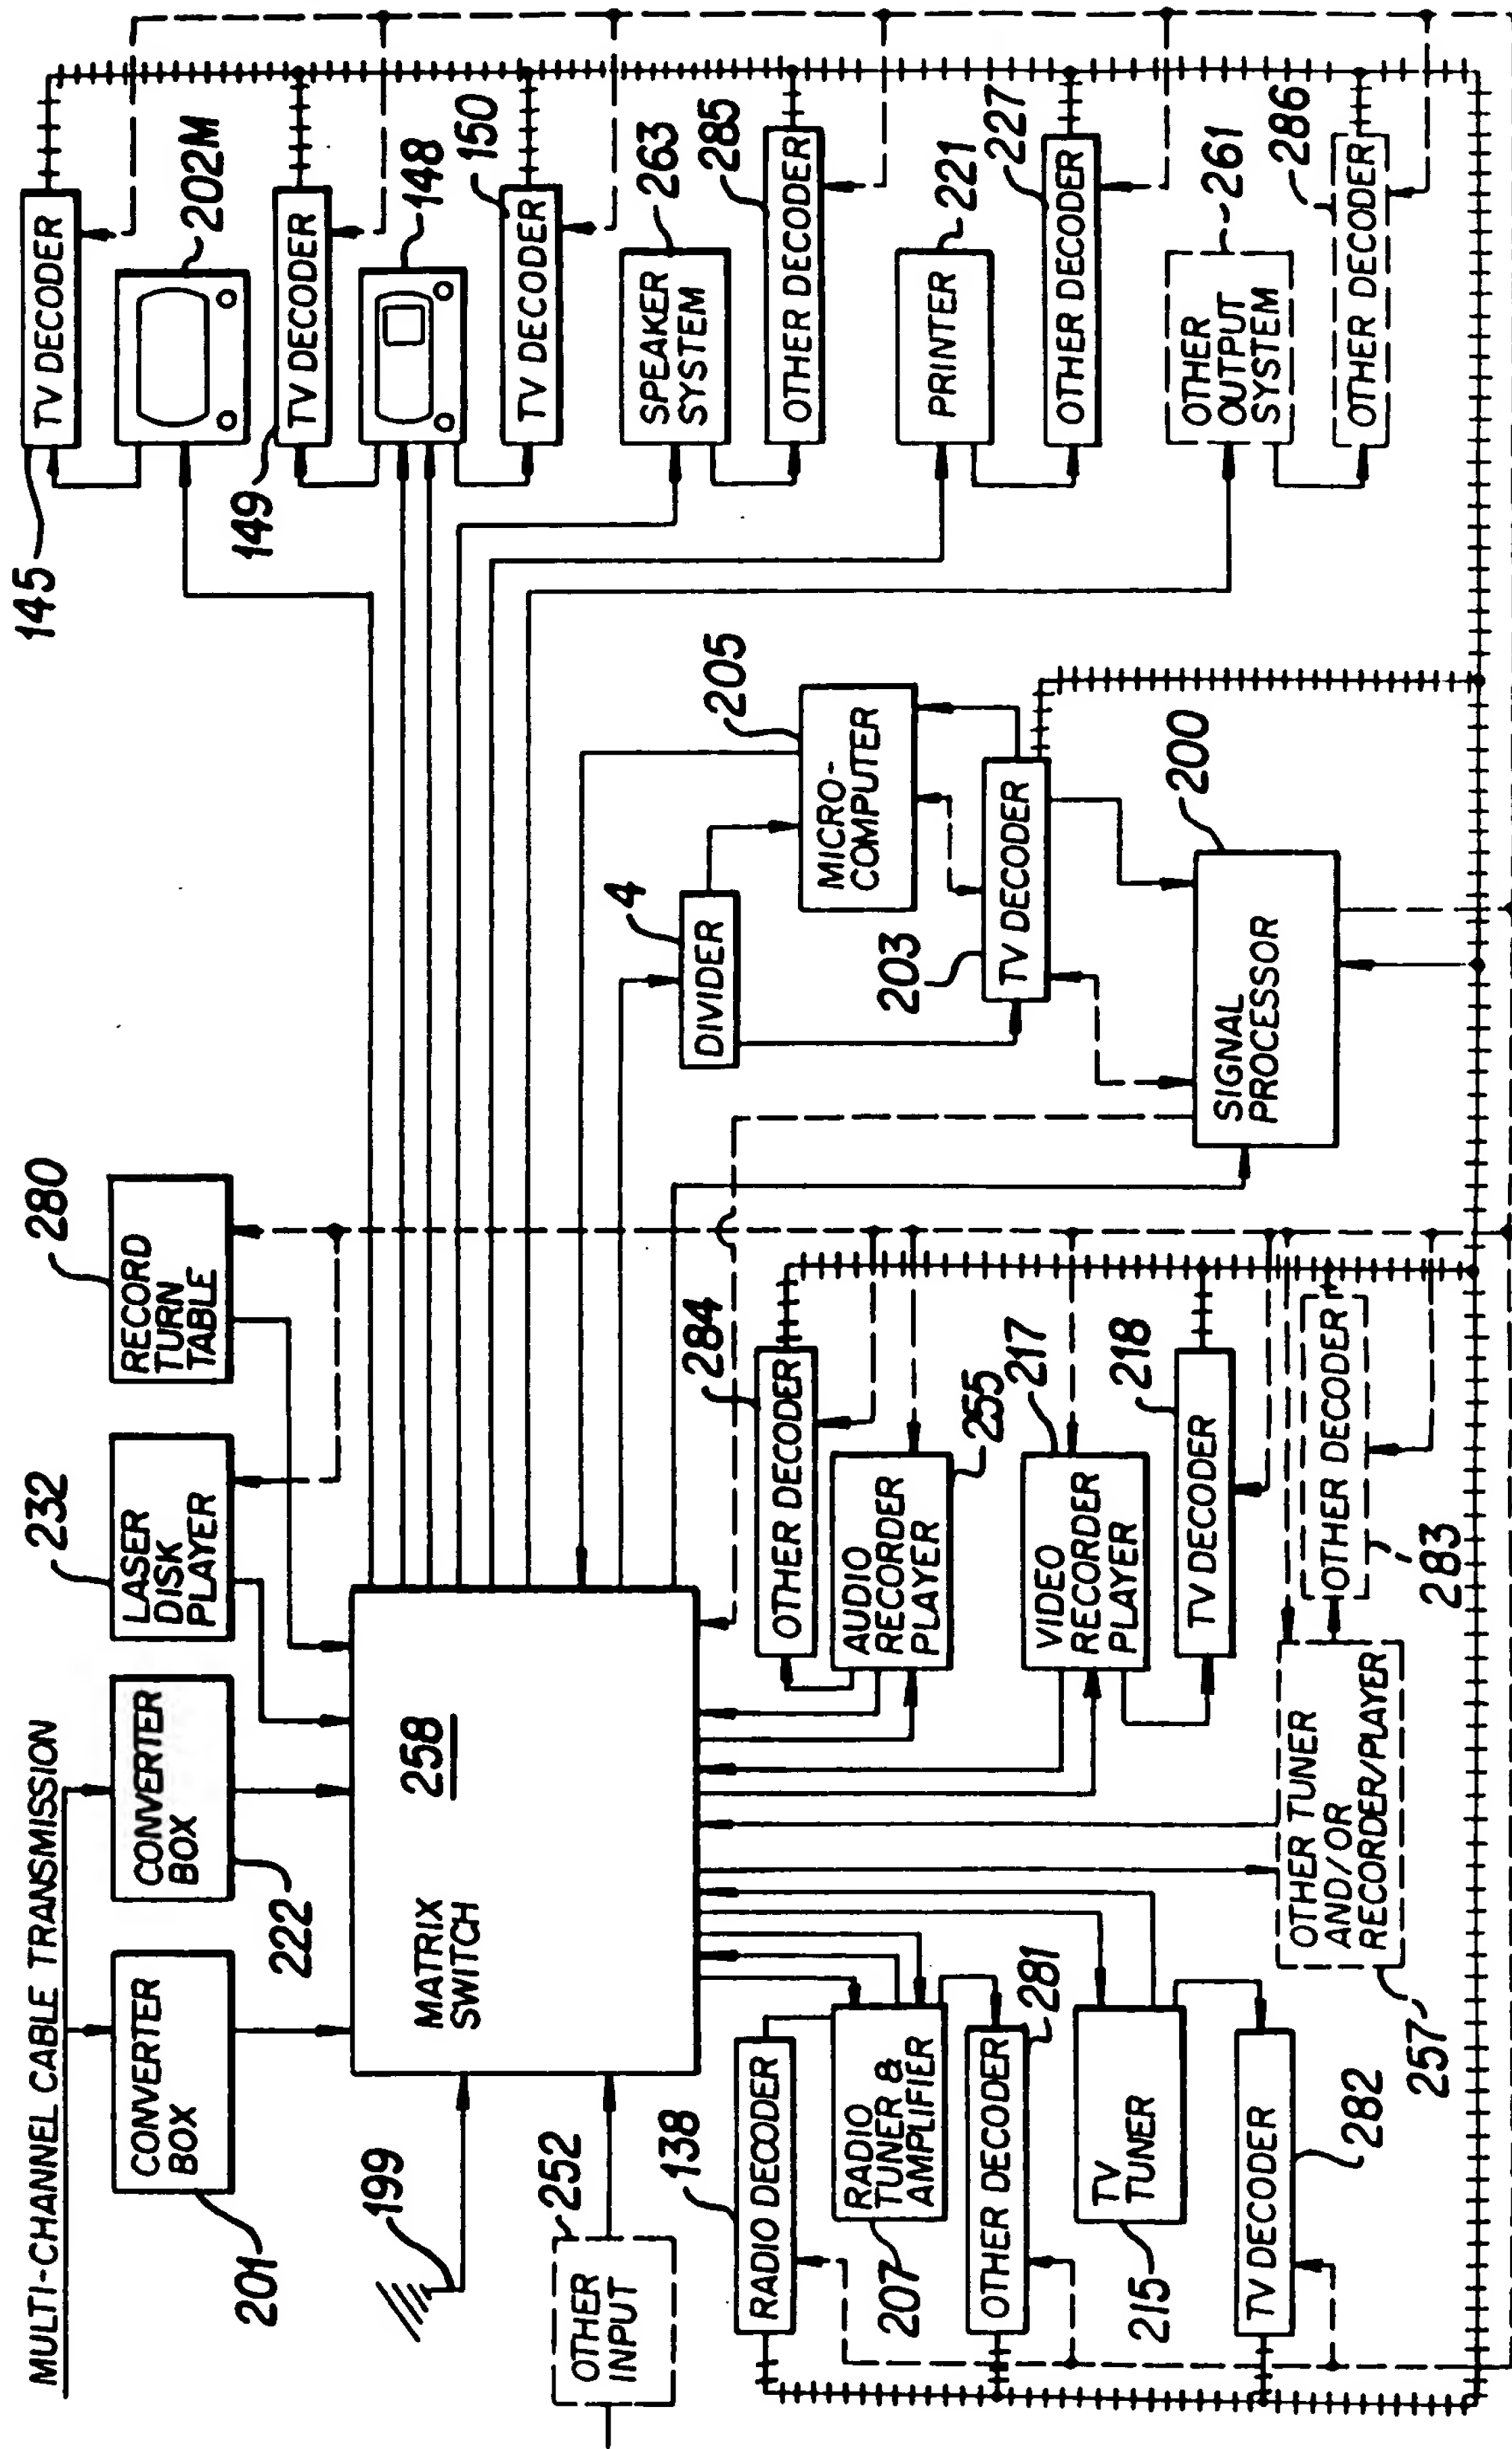 MULTI-CHANNEL CABLE TRANSMISSION
201
CONVERTER
BOX
222
CONVERTER
BOX
232
LASER
DISK
PLAYER
280
RECORD
TURN
TABLE
145
TV DECODER
202M
149
TV DECODER
148
150
TV DECODER
263
SPEAKER
SYSTEM
285
OTHER DECODER
221
PRINTER
227
OTHER DECODER
261
OTHER
OUTPUT
SYSTEM
286
OTHER DECODER
199
252
OTHER
INPUT
MATRIX
SWITCH
258
4
DIVIDER
205
MICRO-
COMPUTER
203
TV DECODER
200
SIGNAL
PROCESSOR
138
RADIO DECODER
207
RADIO
TUNER &
AMPLIFIER
281
OTHER DECODER
215
TV
TUNER
282
TV DECODER
257
OTHER TUNER
AND/OR
RECORDER/PLAYER
284
OTHER DECODER
255
AUDIO
RECORDER
PLAYER
217
VIDEO
RECORDER
PLAYER
218
TV DECODER
283
OTHER DECODER